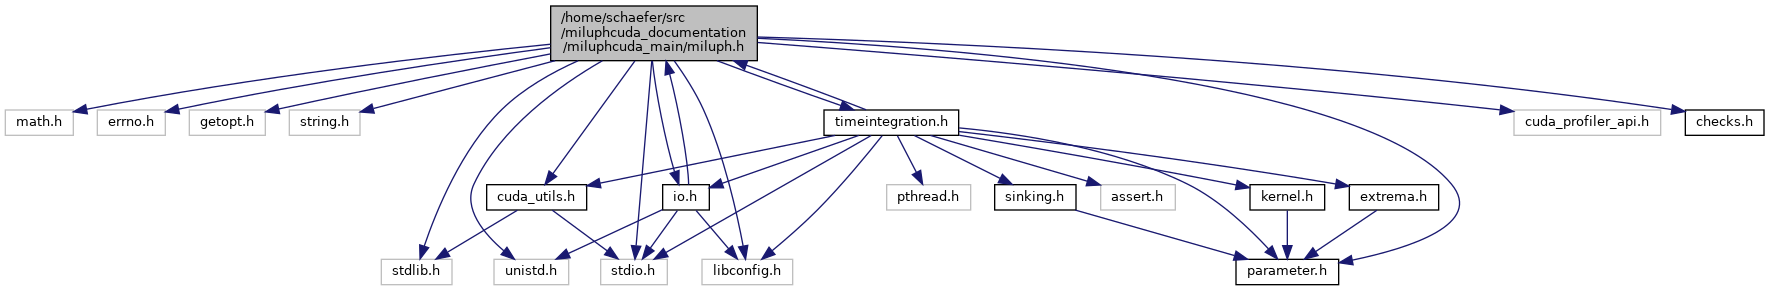 /home/schaefer/src
/miluphcuda_documentation
/miluphcuda_main/miluph.h
math.h
errno.h
getopt.h
string.h
timeintegration.h
cuda_profiler_api.h
checks.h
cuda_utils.h
io.h
pthread.h
sinking.h
assert.h
kernel.h
extrema.h
stdlib.h
unistd.h
stdio.h
libconfig.h
parameter.h